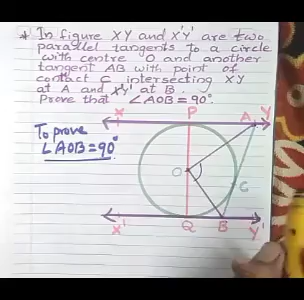 * In figure XY and X'Y' are two
parallel tangents to a circle
with centre O and another
tangent AB with point of
contact C intersecting XY
at A and X'Y' at B.
Prove that ∠AOB = 90°.
X P A Y
To prove
∠AOB = 90°
O
C
X' Q B Y'